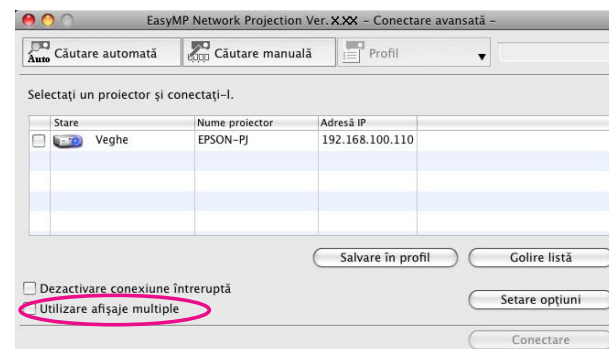 EasyMP Network Projection Ver. X.XX – Conectare avansată –
Auto Căutare automată Căutare manuală Profil
Selectați un proiector și conectați-l.
Stare Nume proiector Adresă IP
Veghe EPSON-PJ 192.168.100.110
Salvare în profil Golire listă
Dezactivare conexiune întreruptă
Utilizare afișaje multiple Setare opțiuni
Conectare